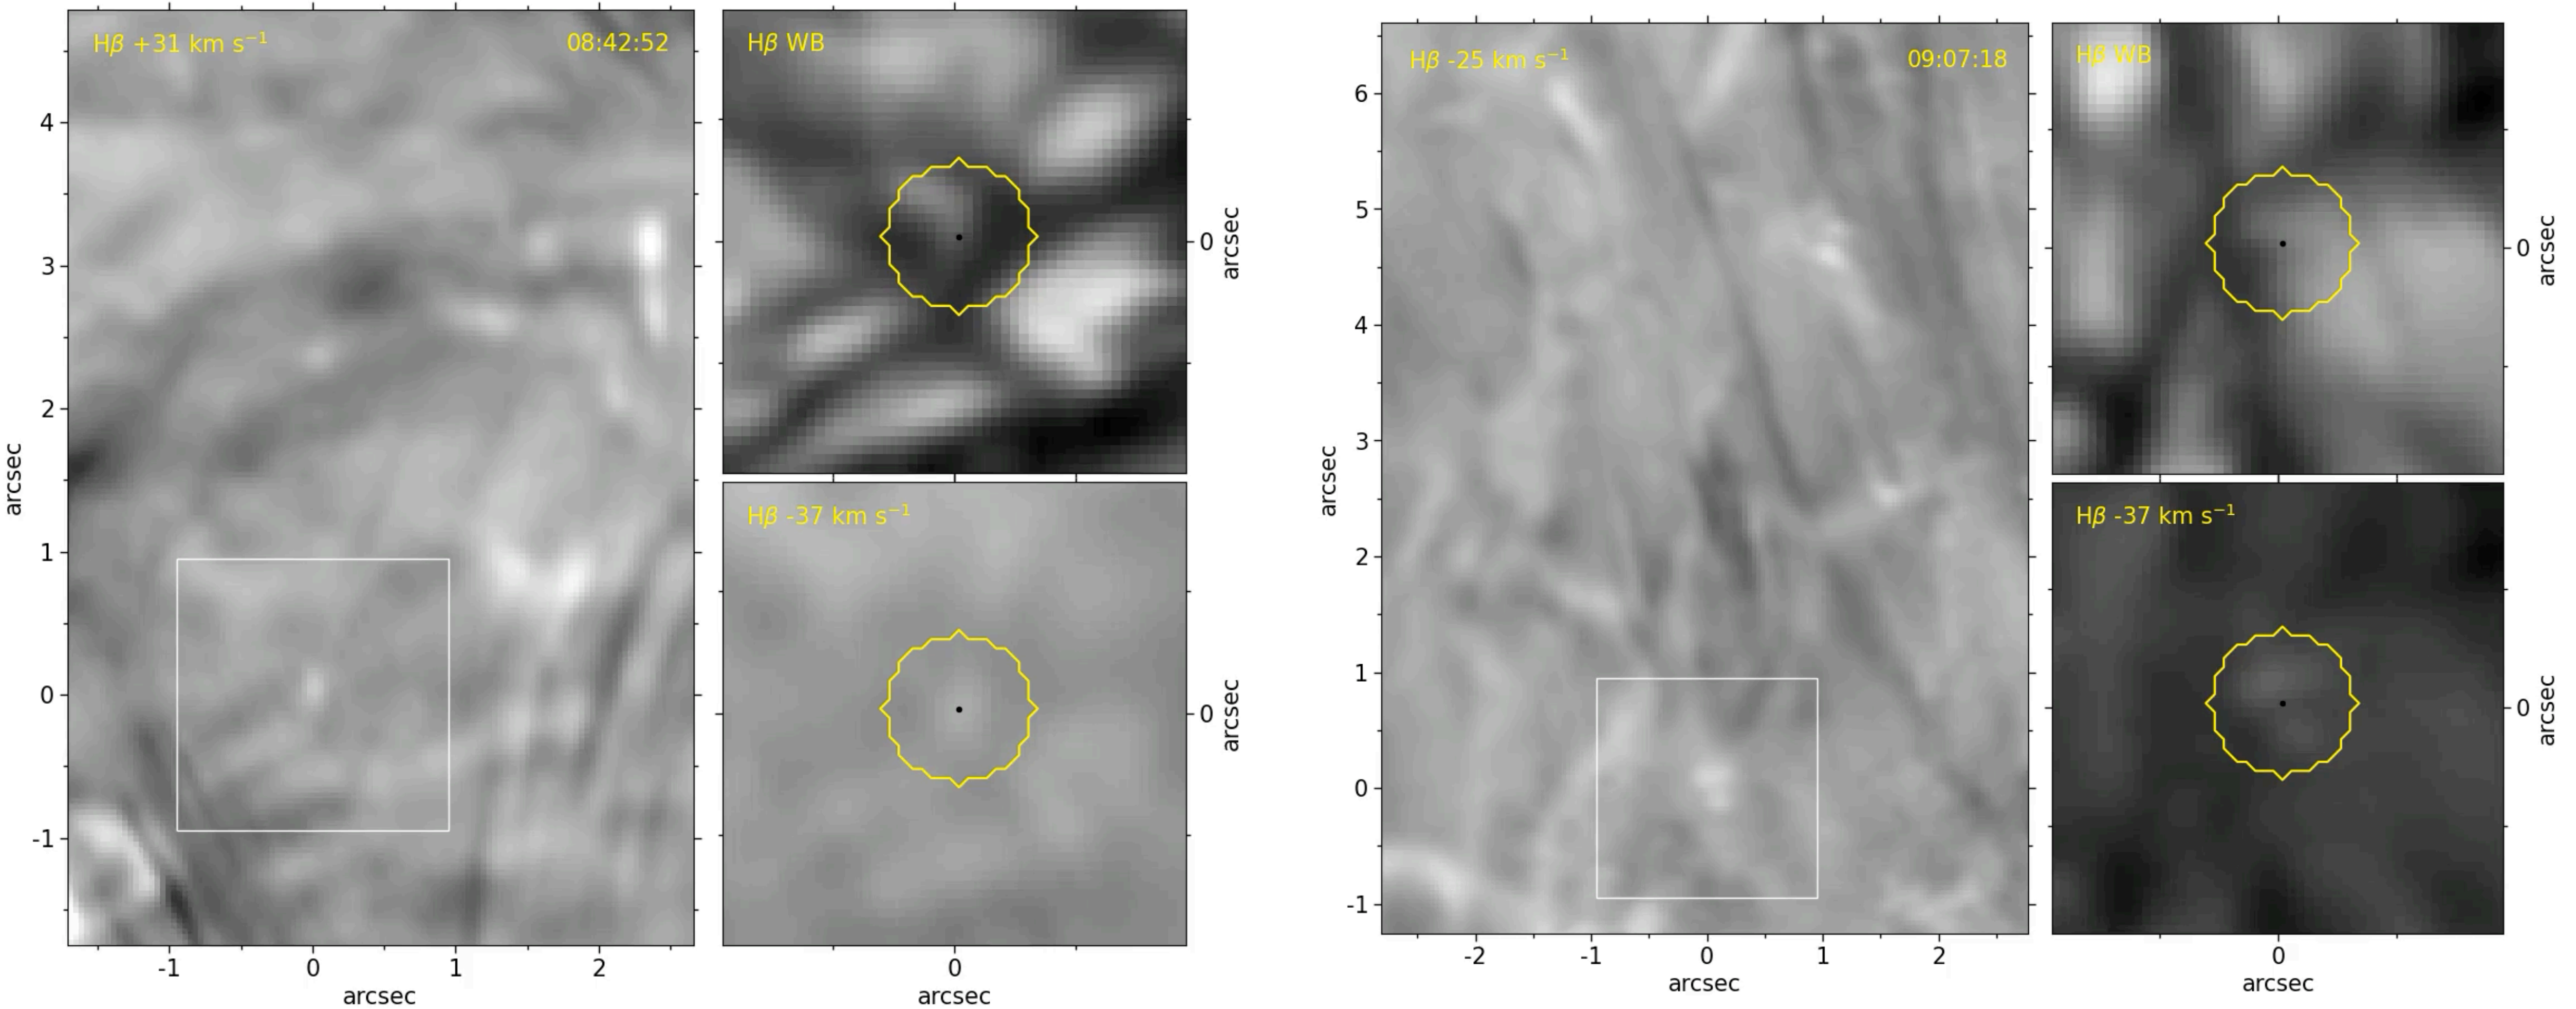 Hβ +31 km s⁻¹ 08:42:52
4
3
2
1
0
-1
arcsec
-1 0 1 2
arcsec
Hβ WB
0
arcsec
Hβ -37 km s⁻¹
0
arcsec
0
arcsec
Hβ -25 km s⁻¹ 09:07:18
6
5
4
3
2
1
0
-1
arcsec
-2 -1 0 1 2
arcsec
Hβ WB
0
arcsec
Hβ -37 km s⁻¹
0
arcsec
0
arcsec